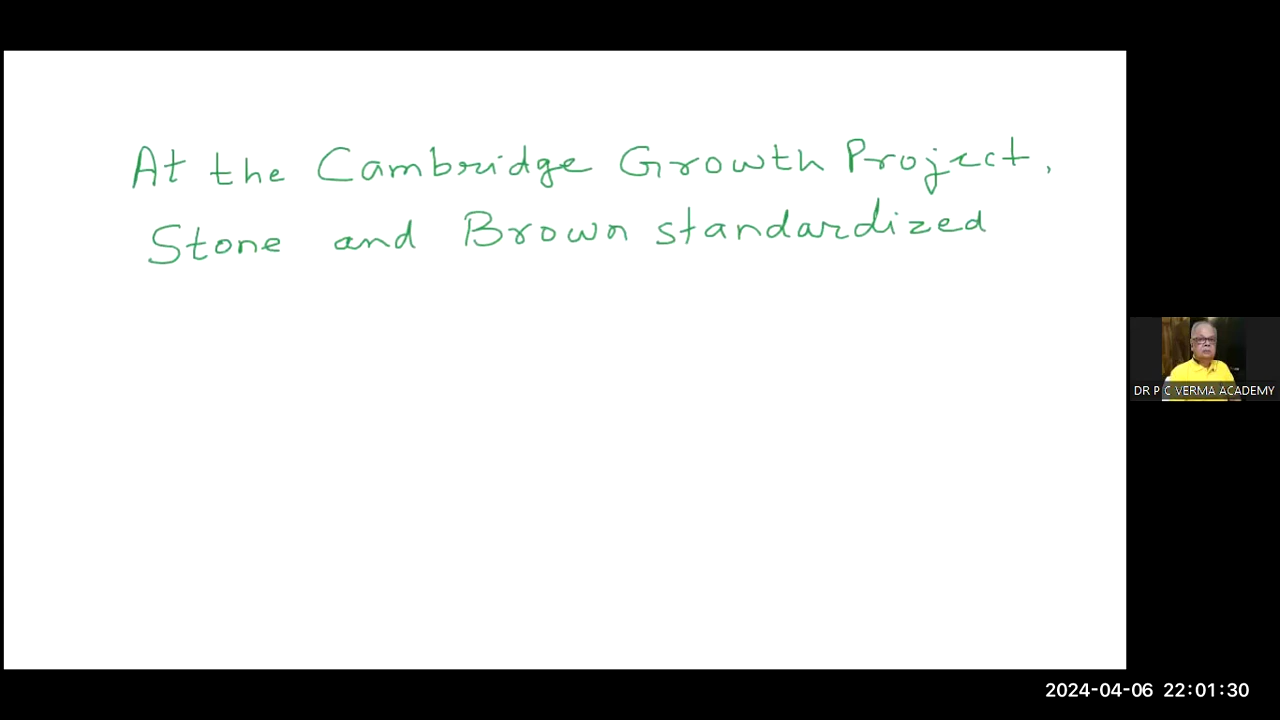 At the Cambridge Growth Project,
Stone and Brown standardized
DR P C VERMA ACADEMY
2024-04-06 22:01:30